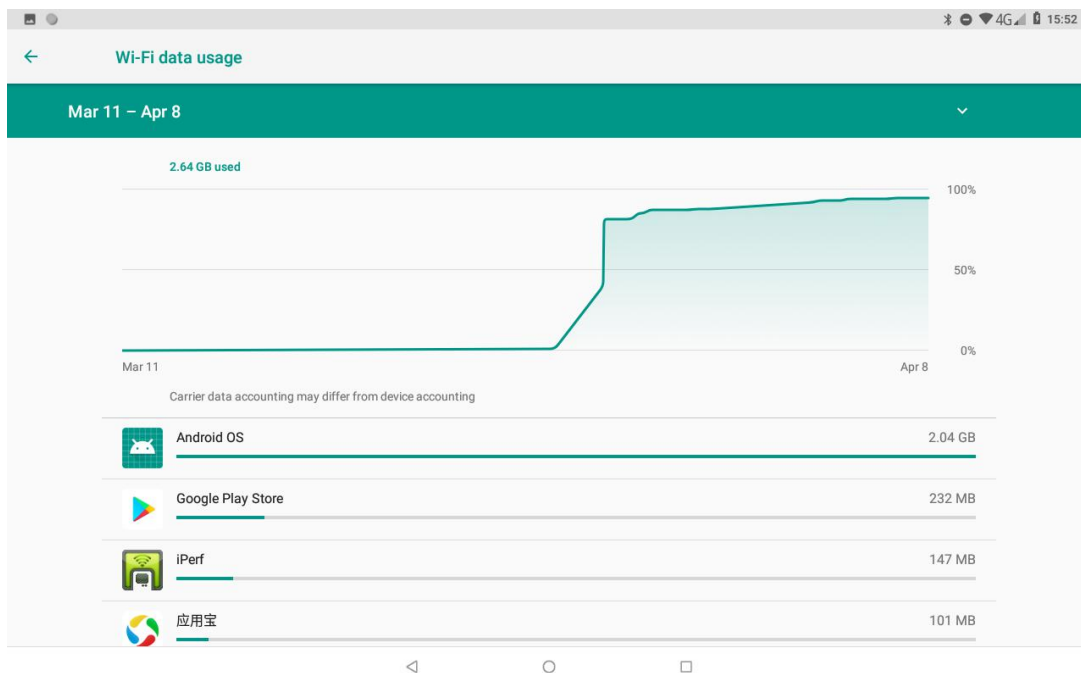 4G 15:52
Wi-Fi data usage
Mar 11 – Apr 8
2.64 GB used
100%
50%
0%
Mar 11 Apr 8
Carrier data accounting may differ from device accounting
Android OS 2.04 GB
Google Play Store 232 MB
iPerf 147 MB
应用宝 101 MB